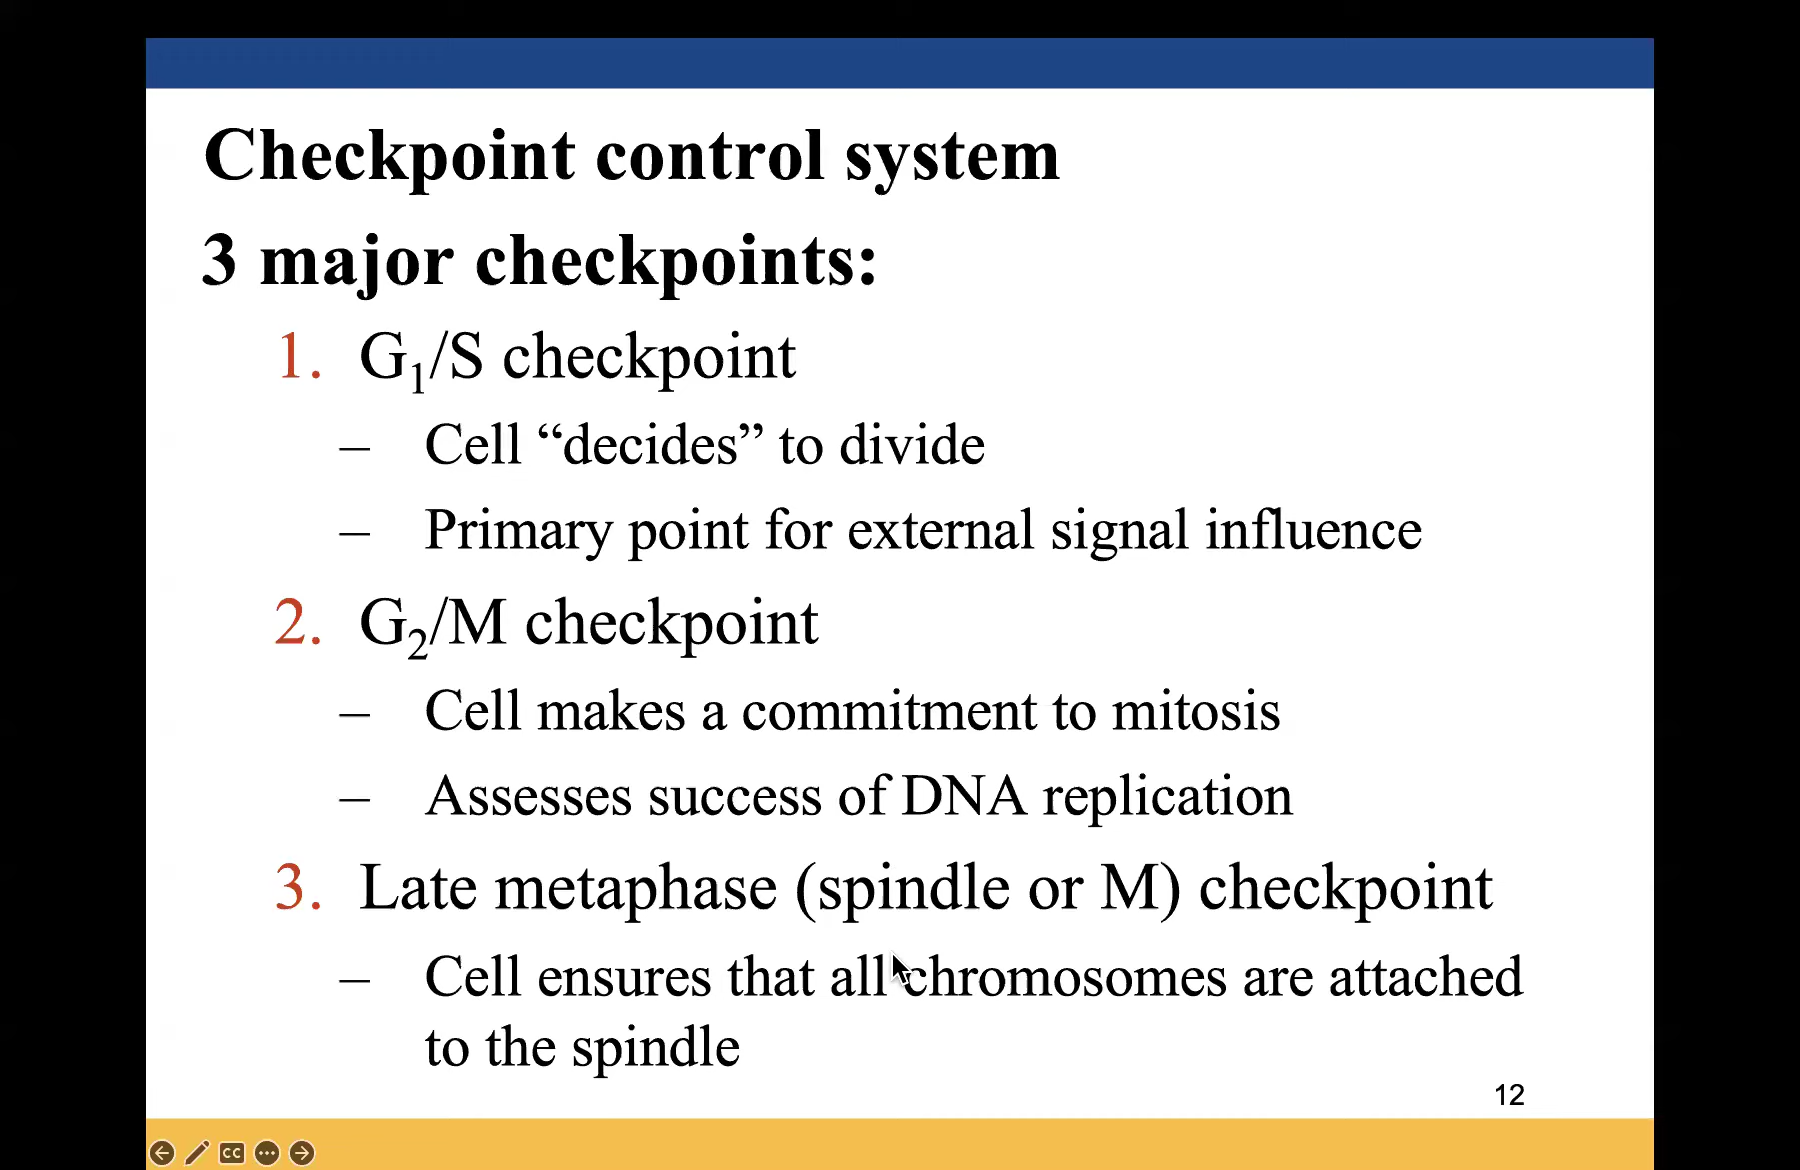 Checkpoint control system
3 major checkpoints:
1. G₁/S checkpoint
– Cell “decides” to divide
– Primary point for external signal influence
2. G₂/M checkpoint
– Cell makes a commitment to mitosis
– Assesses success of DNA replication
3. Late metaphase (spindle or M) checkpoint
– Cell ensures that all chromosomes are attached
to the spindle
12
CC